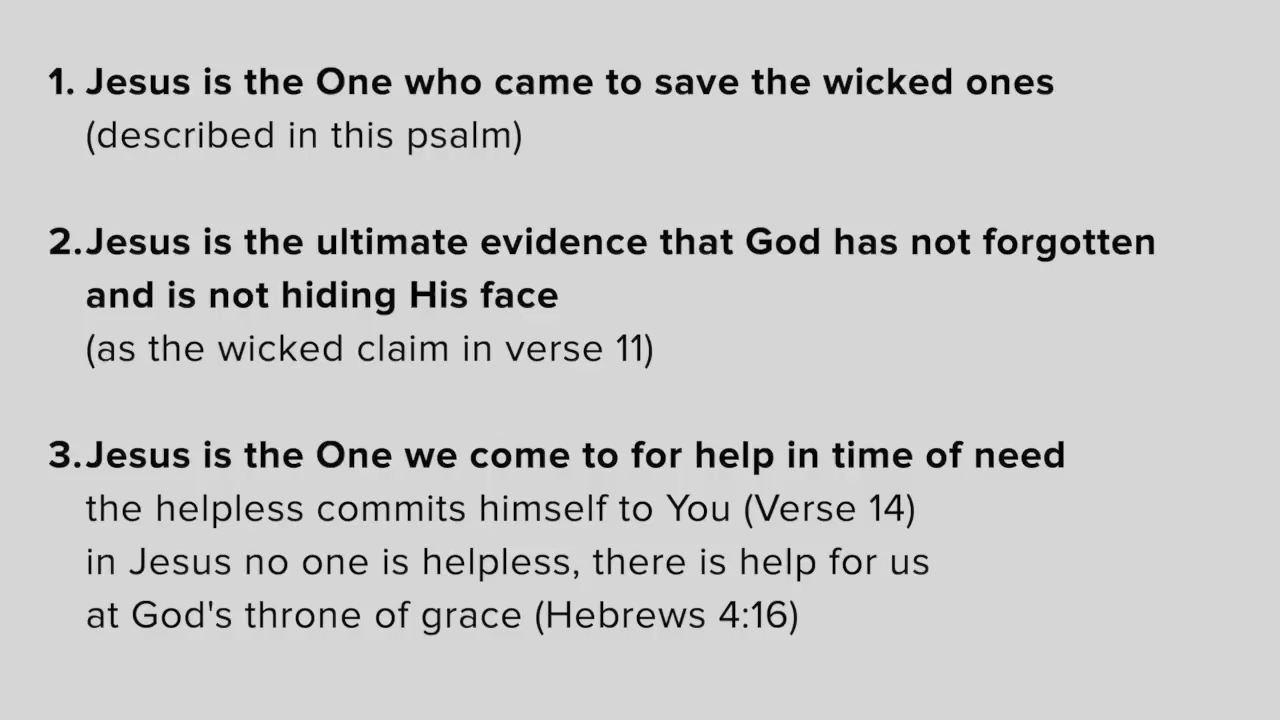 1. Jesus is the One who came to save the wicked ones
(described in this psalm)
2. Jesus is the ultimate evidence that God has not forgotten
and is not hiding His face
(as the wicked claim in verse 11)
3. Jesus is the One we come to for help in time of need
the helpless commits himself to You (Verse 14)
in Jesus no one is helpless, there is help for us
at God's throne of grace (Hebrews 4:16)